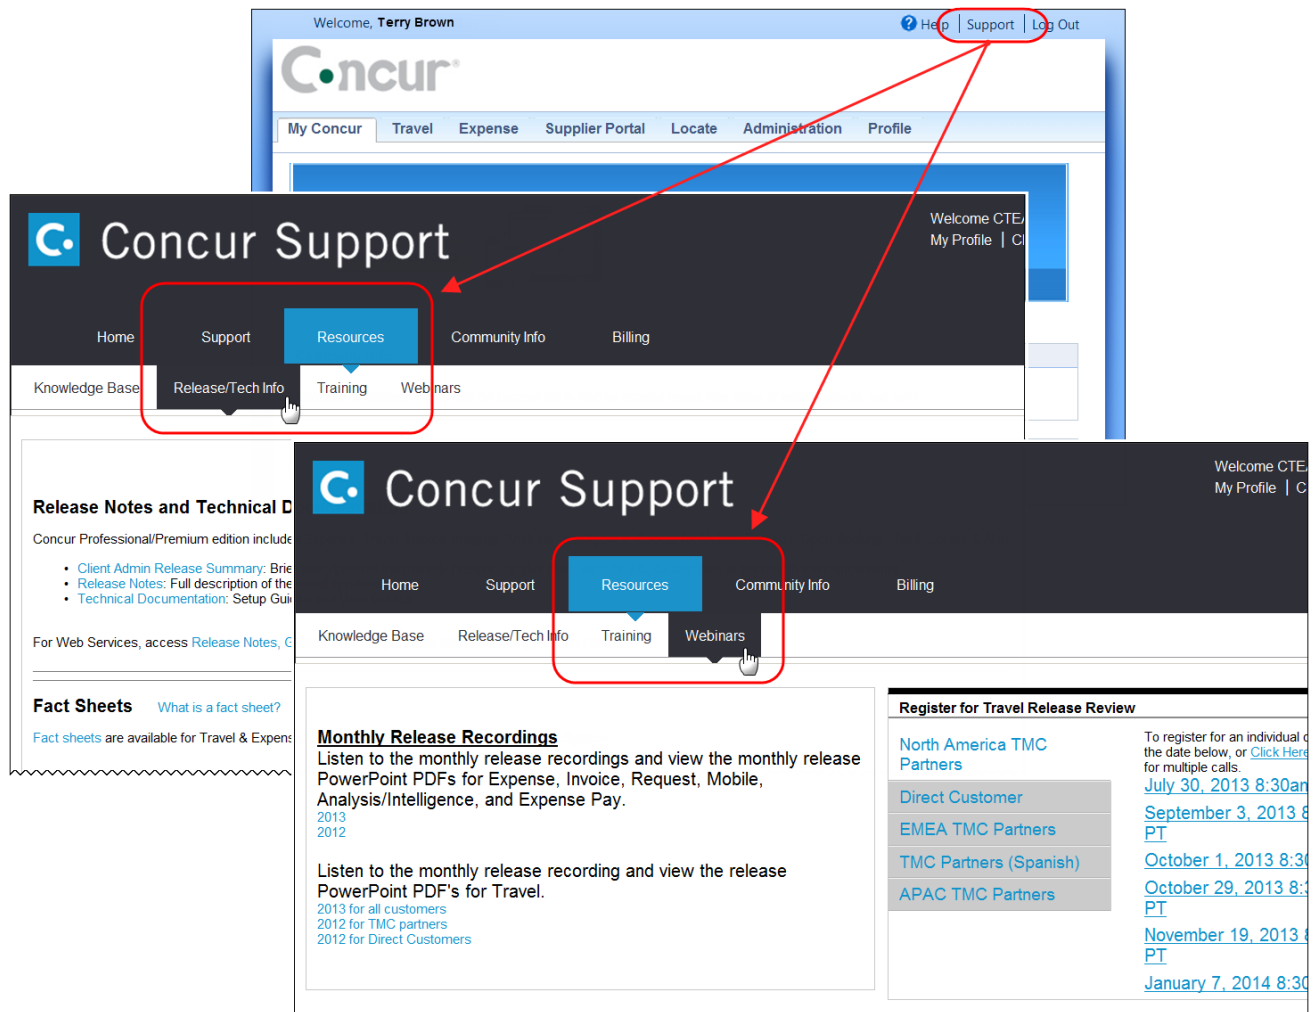 Welcome, Terry Brown
Help | Support | Log Out
Concur
My Concur Travel Expense Supplier Portal Locate Administration Profile
C. Concur Support
Welcome CTE
My Profile | Cl
Home Support Resources Community Info Billing
Knowledge Base Release/Tech Info Training Webinars
Release Notes and Technical D
Concur Professional/Premium edition include
• Client Admin Release Summary: Brie
• Release Notes: Full description of the
• Technical Documentation: Setup Gui
For Web Services, access Release Notes, G
Fact Sheets What is a fact sheet?
Fact sheets are available for Travel & Expens
C. Concur Support
Welcome CTE
My Profile | C
Home Support Resources Community Info Billing
Knowledge Base Release/Tech Info Training Webinars
Monthly Release Recordings
Listen to the monthly release recordings and view the monthly release
PowerPoint PDFs for Expense, Invoice, Request, Mobile,
Analysis/Intelligence, and Expense Pay.
2013
2012
Listen to the monthly release recording and view the release
PowerPoint PDF's for Travel.
2013 for all customers
2012 for TMC partners
2012 for Direct Customers
Register for Travel Release Review
North America TMC
Partners
Direct Customer
EMEA TMC Partners
TMC Partners (Spanish)
APAC TMC Partners
To register for an individual c
the date below, or Click Here
for multiple calls.
July 30, 2013 8:30am
September 3, 2013 8
PT
October 1, 2013 8:30
October 29, 2013 8:3
PT
November 19, 2013 8
PT
January 7, 2014 8:30